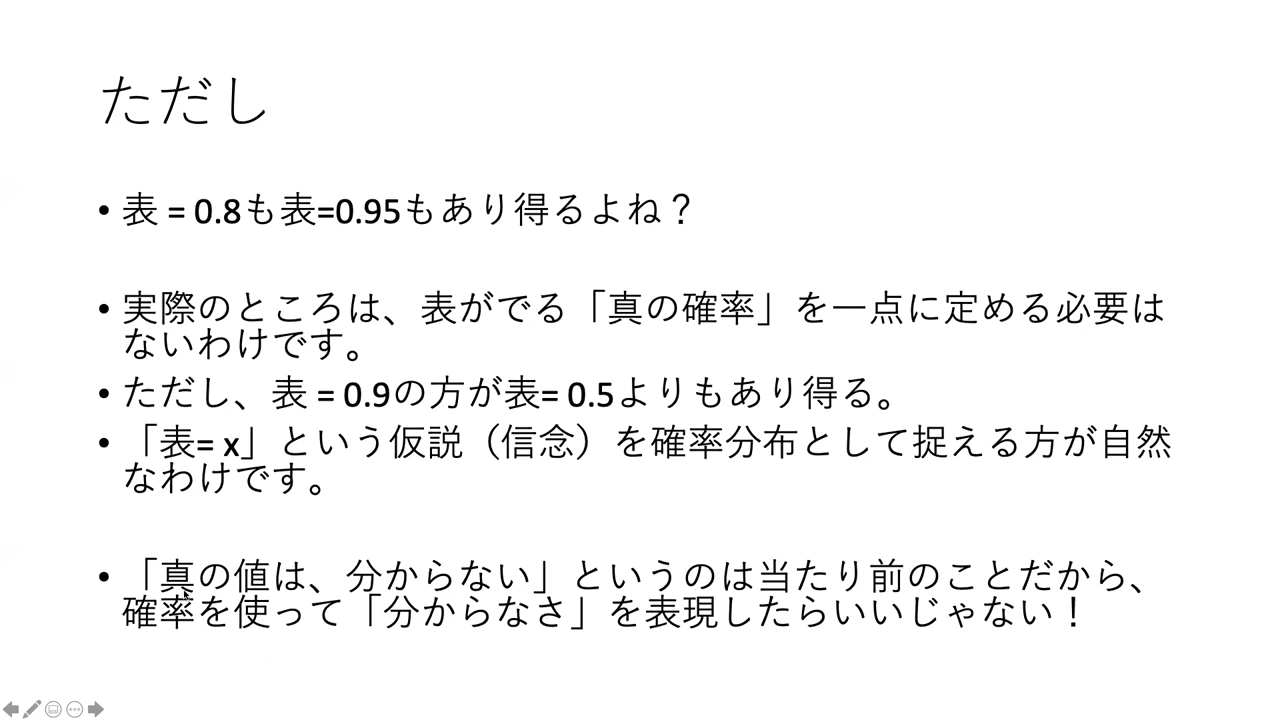 ただし
• 表 = 0.8も表=0.95もあり得るよね？
• 実際のところは、表がでる「真の確率」を一点に定める必要は
ないわけです。
• ただし、表 = 0.9の方が表= 0.5よりもあり得る。
• 「表= x」という仮説（信念）を確率分布として捉える方が自然
なわけです。
• 「真の値は、分からない」というのは当たり前のことだから、
確率を使って「分からなさ」を表現したらいいじゃない！